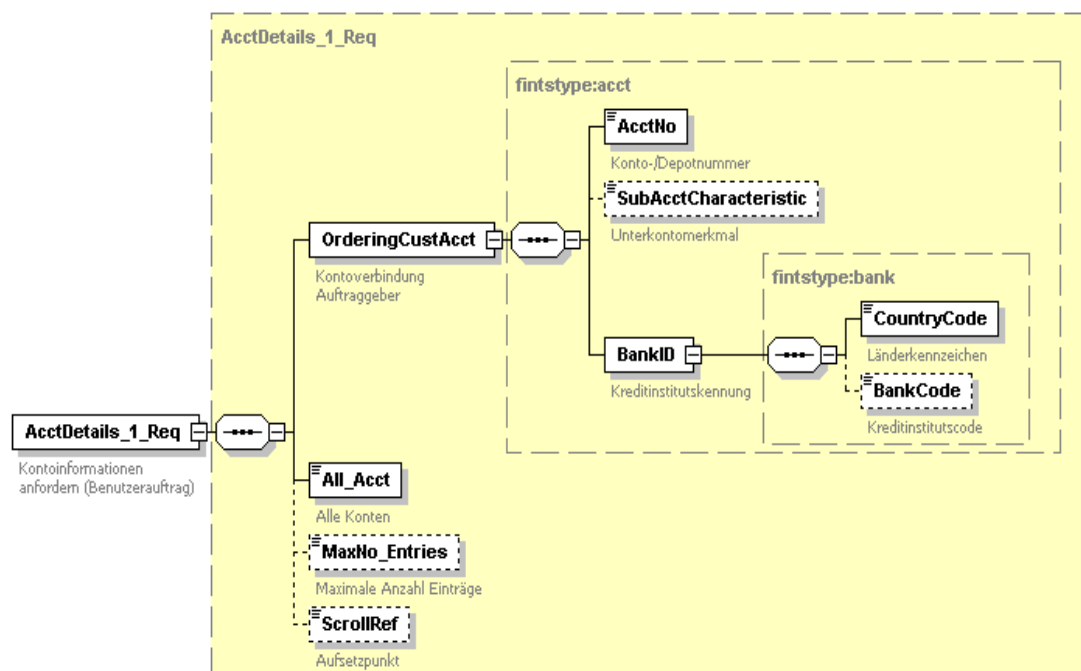 AcctDetails_1_Req
fintstype:acct
AcctNo
Konto-/Depotnummer
SubAcctCharacteristic
Unterkontomerkmal
OrderingCustAcct
Kontoverbindung
Auftraggeber
fintstype:bank
CountryCode
Länderkennzeichen
BankID
Kreditinstitutskennung
BankCode
Kreditinstitutscode
AcctDetails_1_Req
Kontoinformationen
anfordern (Benutzerauftrag)
All_Acct
Alle Konten
MaxNo_Entries
Maximale Anzahl Einträge
ScrollRef
Aufsetzpunkt